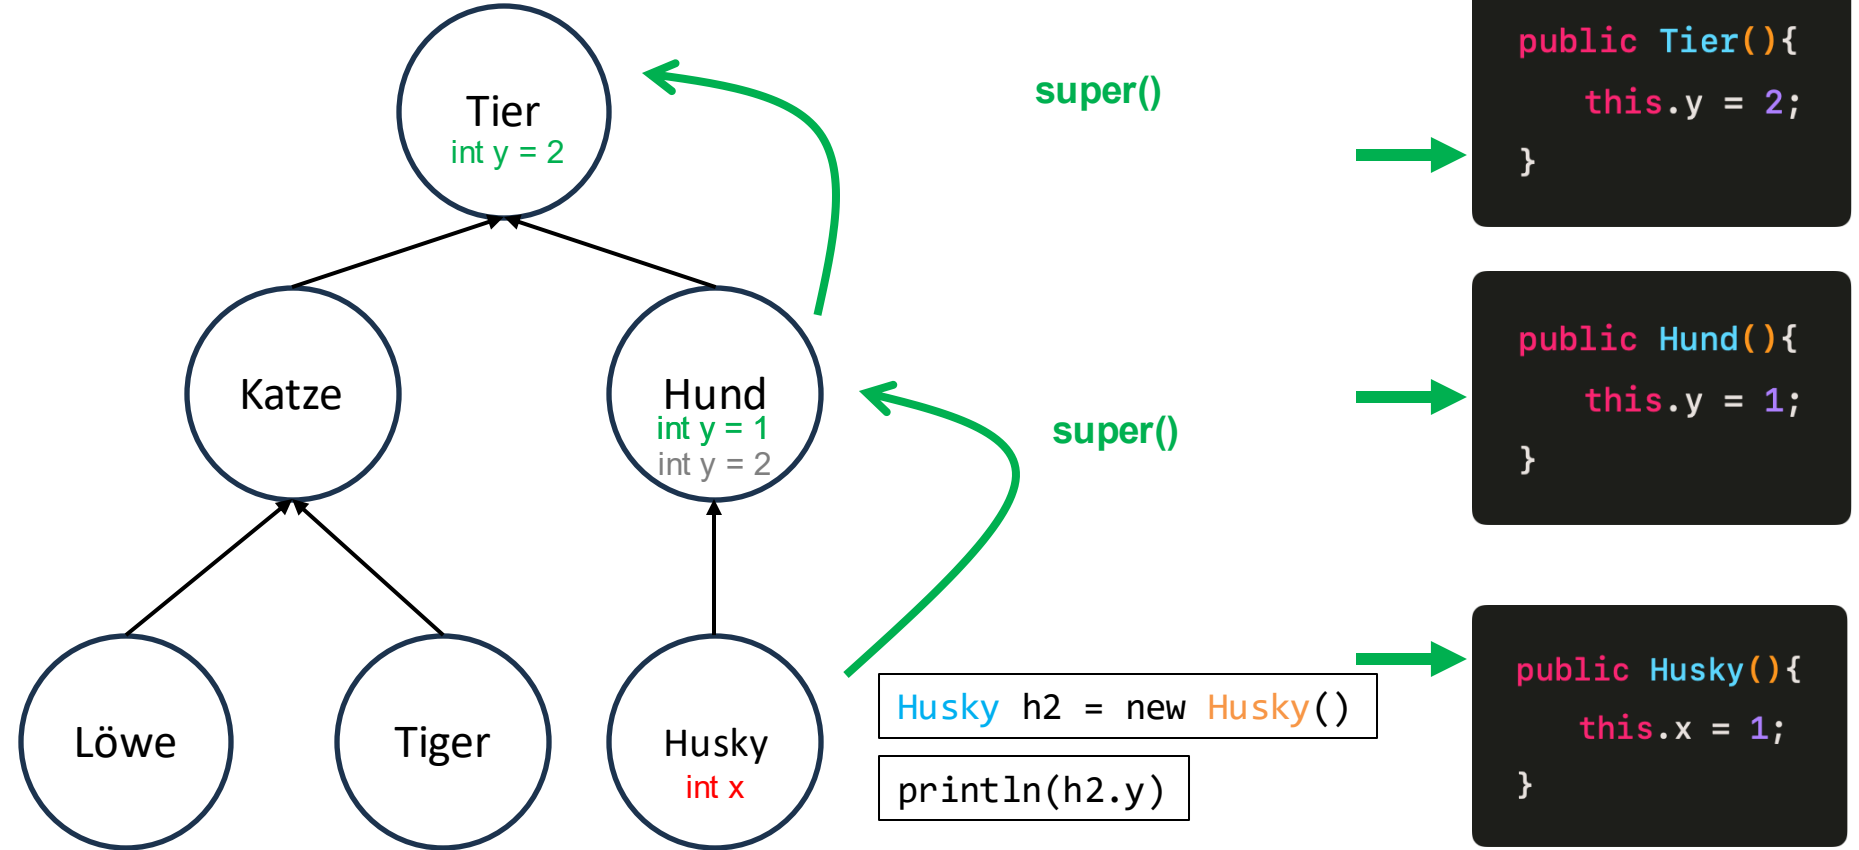 Tier
int y = 2
super()
public Tier(){
this.y = 2;
}
Katze
Hund
int y = 1
int y = 2
super()
public Hund(){
this.y = 1;
}
Löwe
Tiger
Husky
int x
Husky h2 = new Husky()
println(h2.y)
public Husky(){
this.x = 1;
}